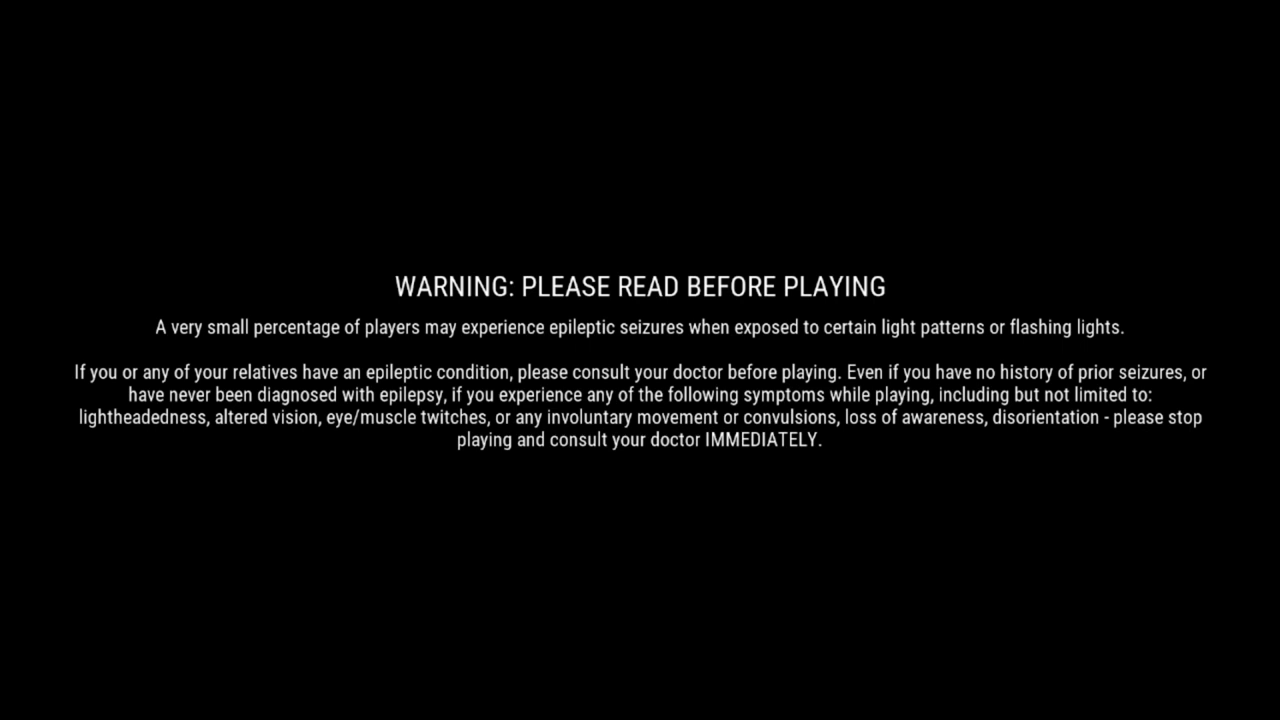 WARNING: PLEASE READ BEFORE PLAYING
A very small percentage of players may experience epileptic seizures when exposed to certain light patterns or flashing lights.
If you or any of your relatives have an epileptic condition, please consult your doctor before playing. Even if you have no history of prior seizures, or
have never been diagnosed with epilepsy, if you experience any of the following symptoms while playing, including but not limited to:
lightheadedness, altered vision, eye/muscle twitches, or any involuntary movement or convulsions, loss of awareness, disorientation - please stop
playing and consult your doctor IMMEDIATELY.